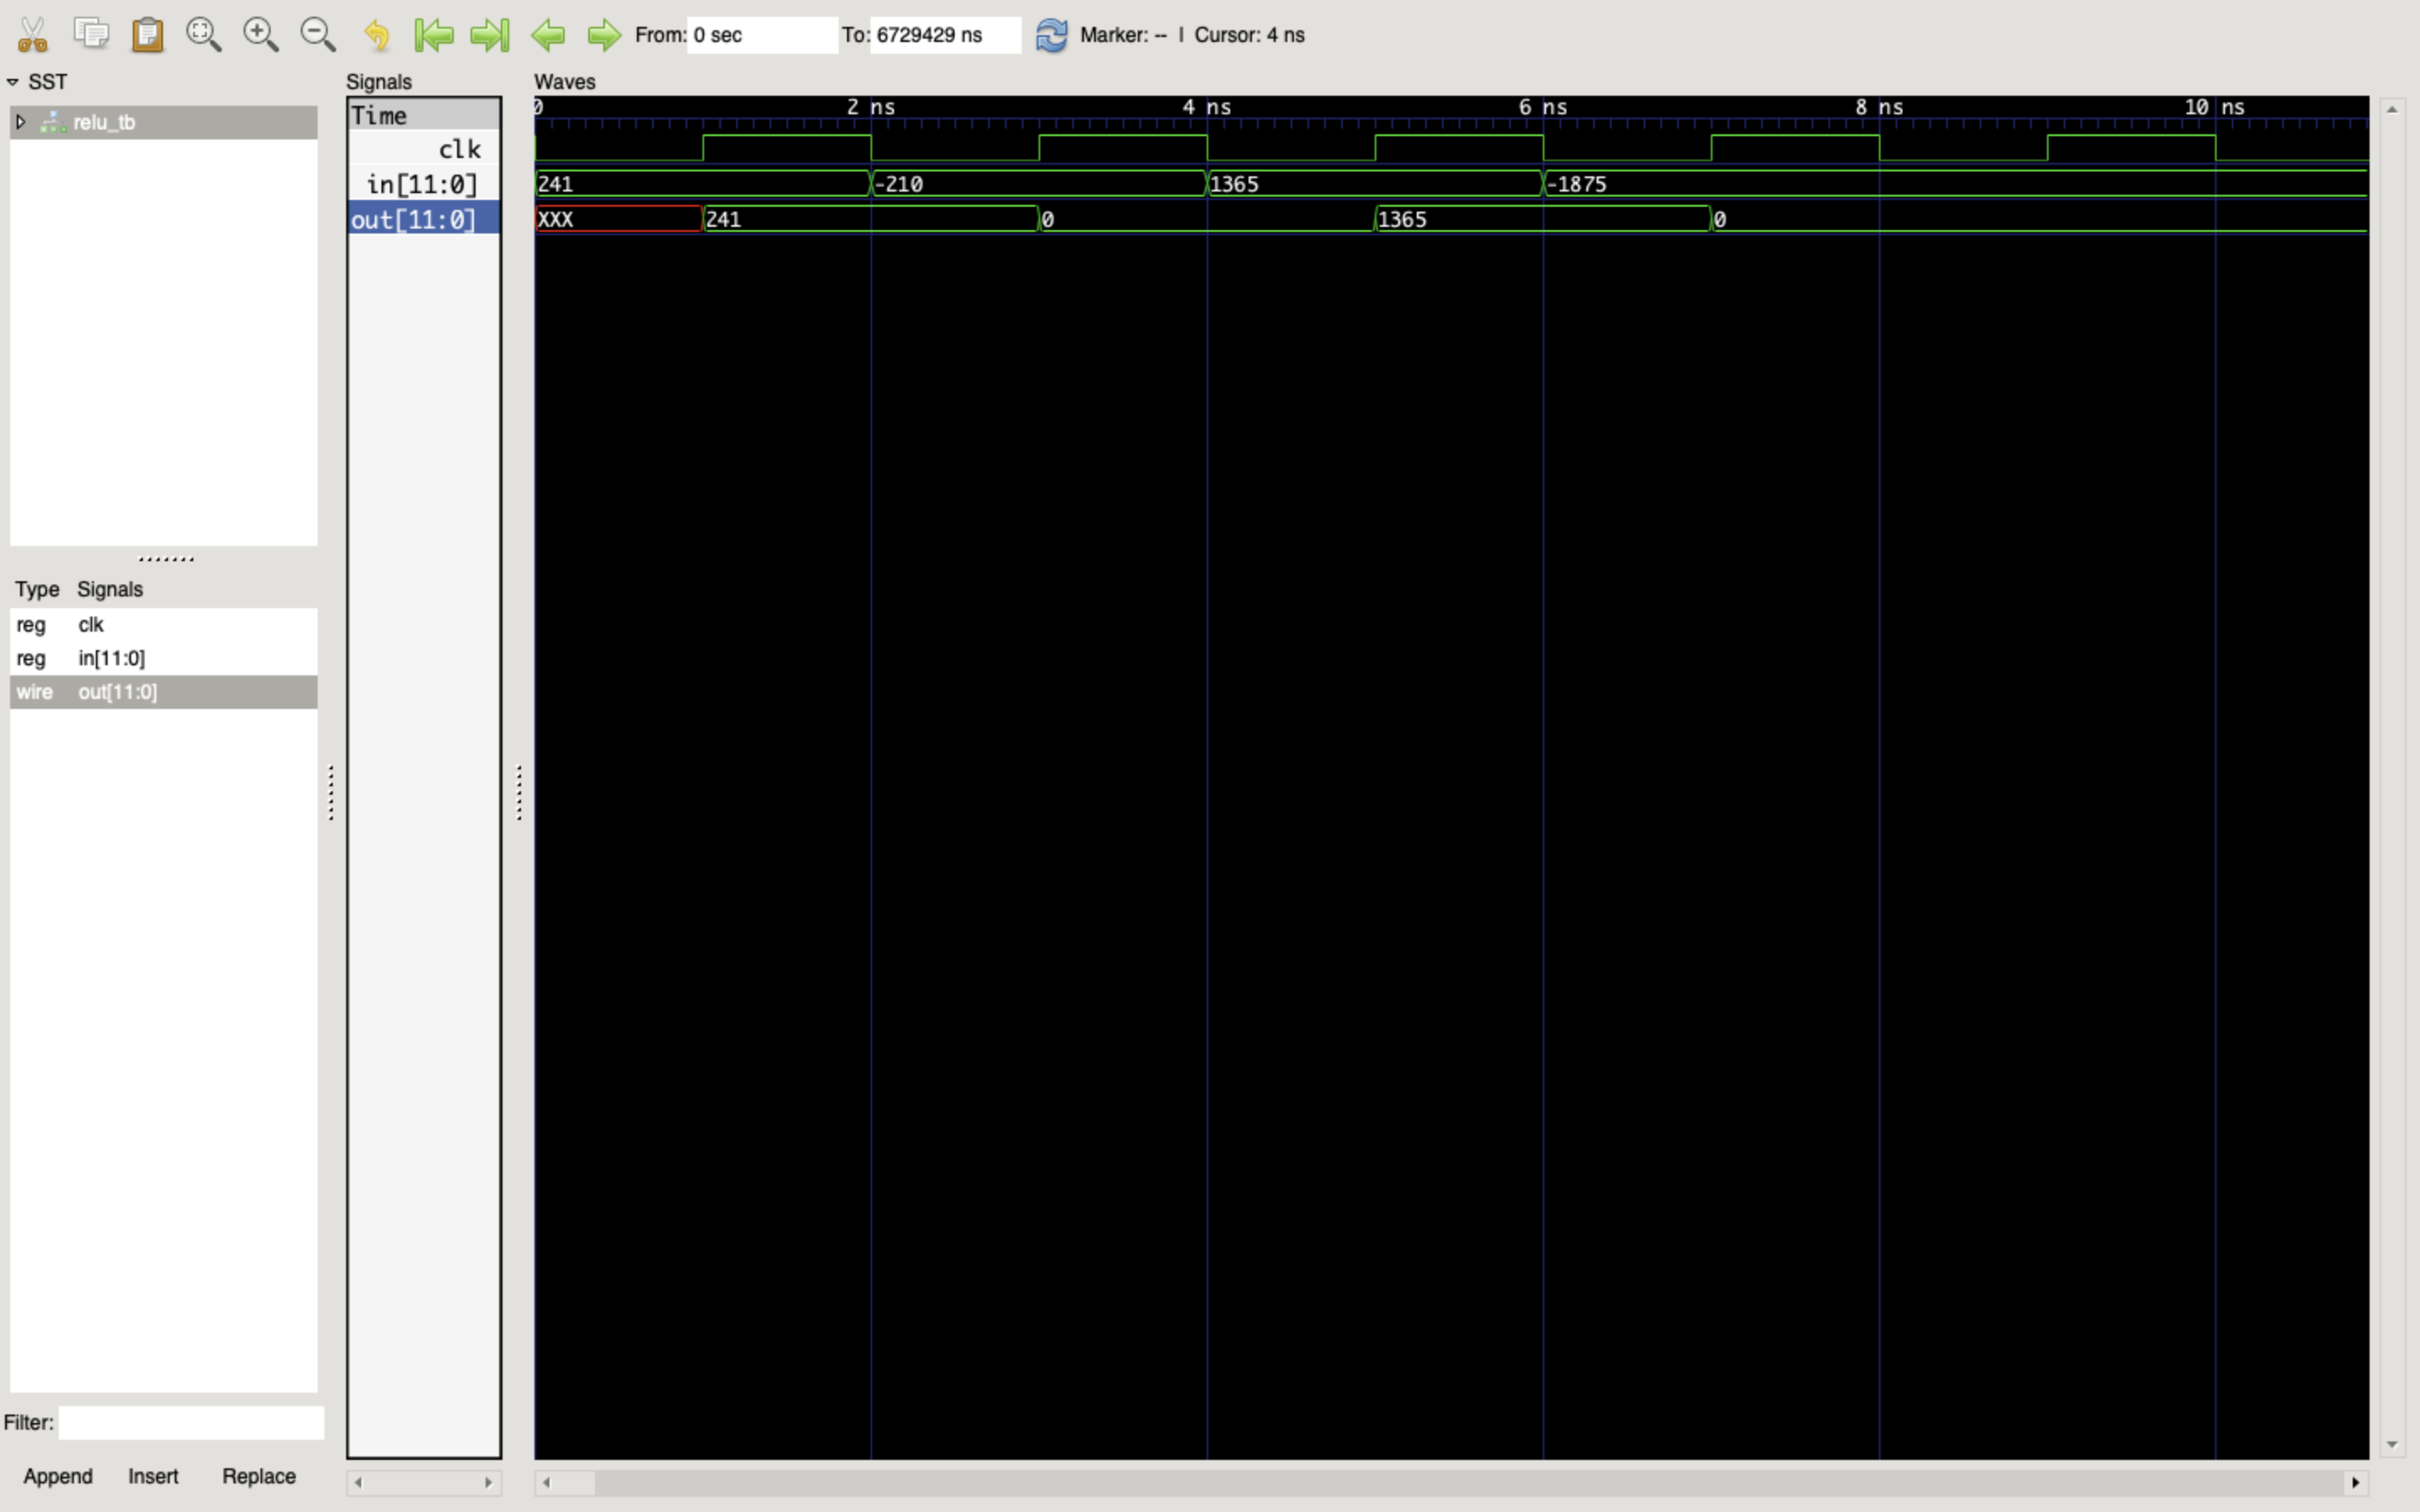 From: 0 sec To: 6729429 ns Marker: -- | Cursor: 4 ns
SST
relu_tb
Type Signals
reg clk
reg in[11:0]
wire out[11:0]
Filter:
Append Insert Replace
Signals
Time
clk
in[11:0]
out[11:0]
Waves
0 2 ns 4 ns 6 ns 8 ns 10 ns
241 -210 1365 -1875
XXX 241 0 1365 0